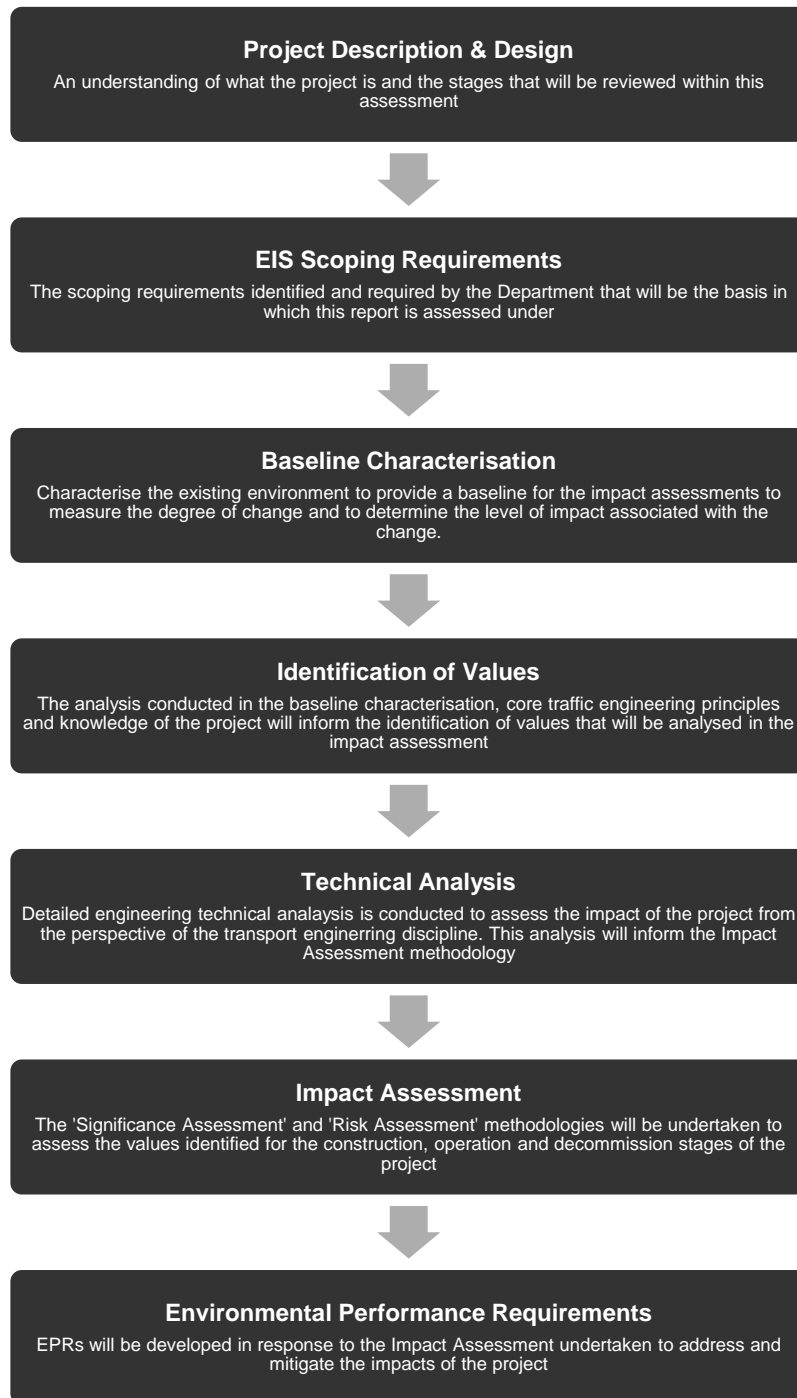 Project Description & Design
An understanding of what the project is and the stages that will be reviewed within this
assessment
EIS Scoping Requirements
The scoping requirements identified and required by the Department that will be the basis in
which this report is assessed under
Baseline Characterisation
Characterise the existing environment to provide a baseline for the impact assessments to
measure the degree of change and to determine the level of impact associated with the
change.
Identification of Values
The analysis conducted in the baseline characterisation, core traffic engineering principles
and knowledge of the project will inform the identification of values that will be analysed in the
impact assessment
Technical Analysis
Detailed engineering technical analaysis is conducted to assess the impact of the project from
the perspective of the transport enginerring discipline. This analysis will inform the Impact
Assessment methodology
Impact Assessment
The 'Significance Assessment' and 'Risk Assessment' methodologies will be undertaken to
assess the values identified for the construction, operation and decommission stages of the
project
Environmental Performance Requirements
EPRs will be developed in response to the Impact Assessment undertaken to address and
mitigate the impacts of the project